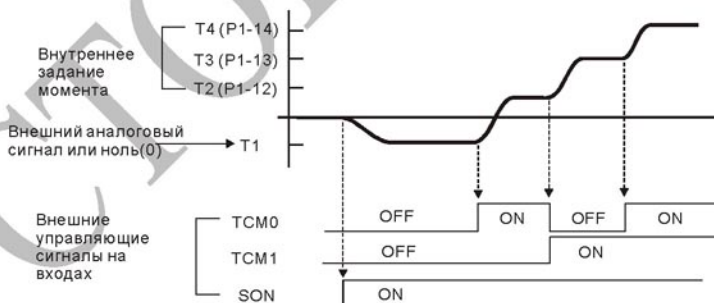 T4 (P1-14)
Внутреннее
задание
момента
T3 (P1-13)
T2 (P1-12)
Внешний аналоговый
сигнал или ноль(0)
T1
Внешние
управляющие
сигналы на
входах
TCM0
OFF
ON
OFF
ON
TCM1
OFF
ON
SON
ON